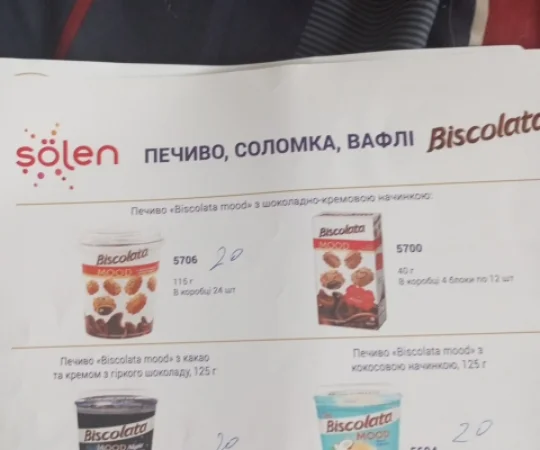 sölen ПЕЧИВО, СОЛОМКА, ВАФЛІ Biscolata
Печиво «Biscolata mood» з шоколадно-кремовою начинкою:
Biscolata
MOOD
5706 20
115 г
В коробці 24 шт
Biscolata
MOOD
5700
40 г
В коробці 4 блоки по 12 шт
Печиво «Biscolata mood» з какао
та кремом з гіркого шоколаду, 125 г
Печиво «Biscolata mood» з
кокосовою начинкою, 125 г
Biscolata
MOOD
20
Biscolata
MOOD
20